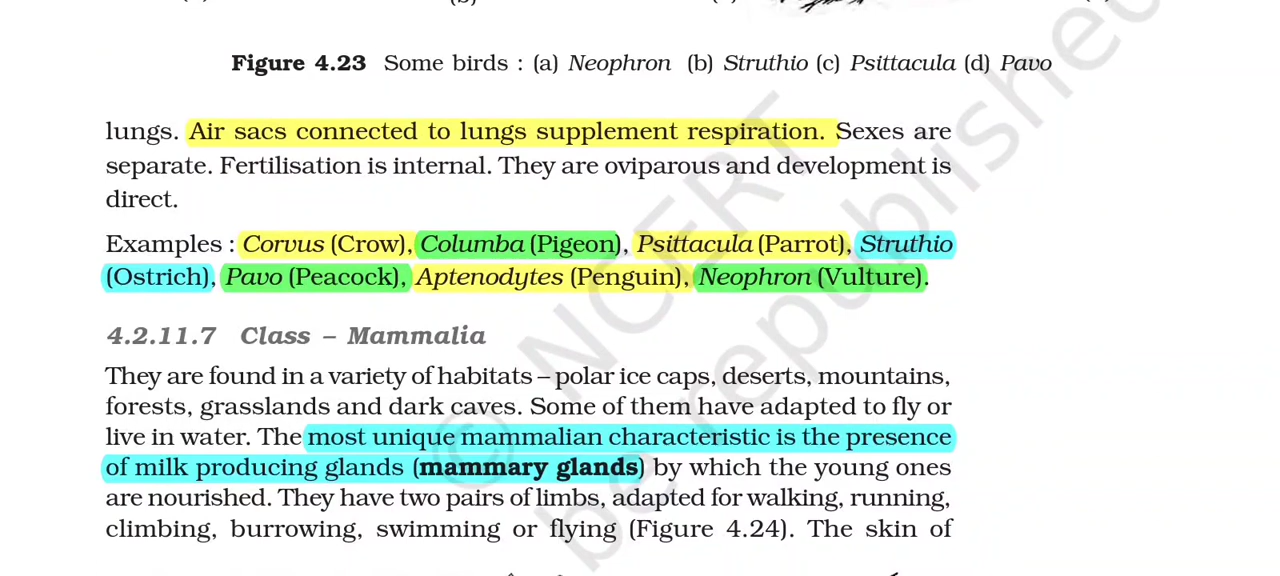 Figure 4.23 Some birds : (a) Neophron (b) Struthio (c) Psittacula (d) Pavo
lungs. Air sacs connected to lungs supplement respiration. Sexes are
separate. Fertilisation is internal. They are oviparous and development is
direct.
Examples : Corvus (Crow), Columba (Pigeon), Psittacula (Parrot), Struthio
(Ostrich), Pavo (Peacock), Aptenodytes (Penguin), Neophron (Vulture).
4.2.11.7 Class – Mammalia
They are found in a variety of habitats – polar ice caps, deserts, mountains,
forests, grasslands and dark caves. Some of them have adapted to fly or
live in water. The most unique mammalian characteristic is the presence
of milk producing glands (mammary glands) by which the young ones
are nourished. They have two pairs of limbs, adapted for walking, running,
climbing, burrowing, swimming or flying (Figure 4.24). The skin of
© NCERT
be republished